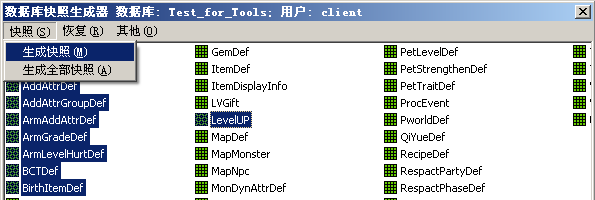 数据库快照生成器 数据库: Test_for_Tools; 用户: client
快照(S) 恢复(R) 其他(O)
生成快照(M)
生成全部快照(A)
AddAttrDef
AddAttrGroupDef
ArmAddAttrDef
ArmGradeDef
ArmLevelHurtDef
BCTDef
BirthItemDef
GemDef
ItemDef
ItemDisplayInfo
LVGift
LevelUP
MapDef
MapMonster
MapNpc
MonDynAttrDef
PetLevelDef
PetStrengthenDef
PetTraitDef
ProcEvent
PworldDef
QiYueDef
RecipeDef
RespactPartyDef
RespactPhaseDef